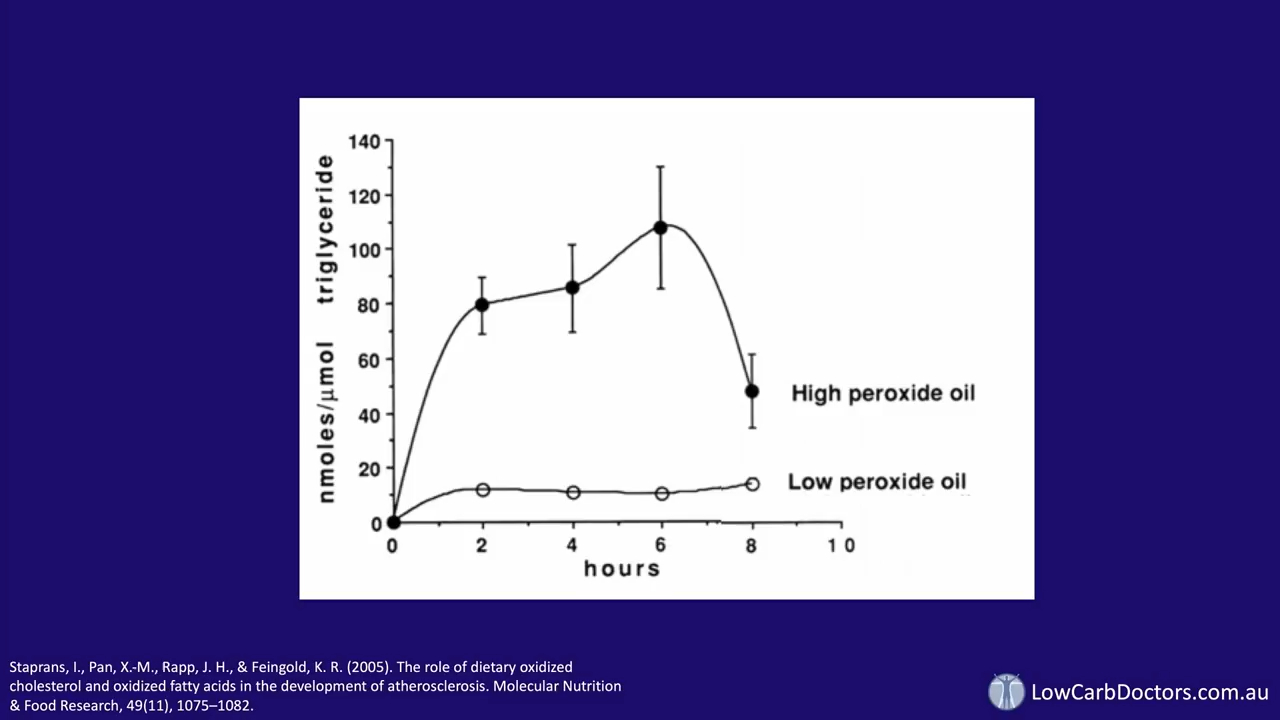 140
120
100
80
60
40
20
0
nmoles/μmol triglyceride
High peroxide oil
Low peroxide oil
0 2 4 6 8 10
hours
Staprans, I., Pan, X.-M., Rapp, J. H., & Feingold, K. R. (2005). The role of dietary oxidized
cholesterol and oxidized fatty acids in the development of atherosclerosis. Molecular Nutrition
& Food Research, 49(11), 1075–1082.
LowCarbDoctors.com.au